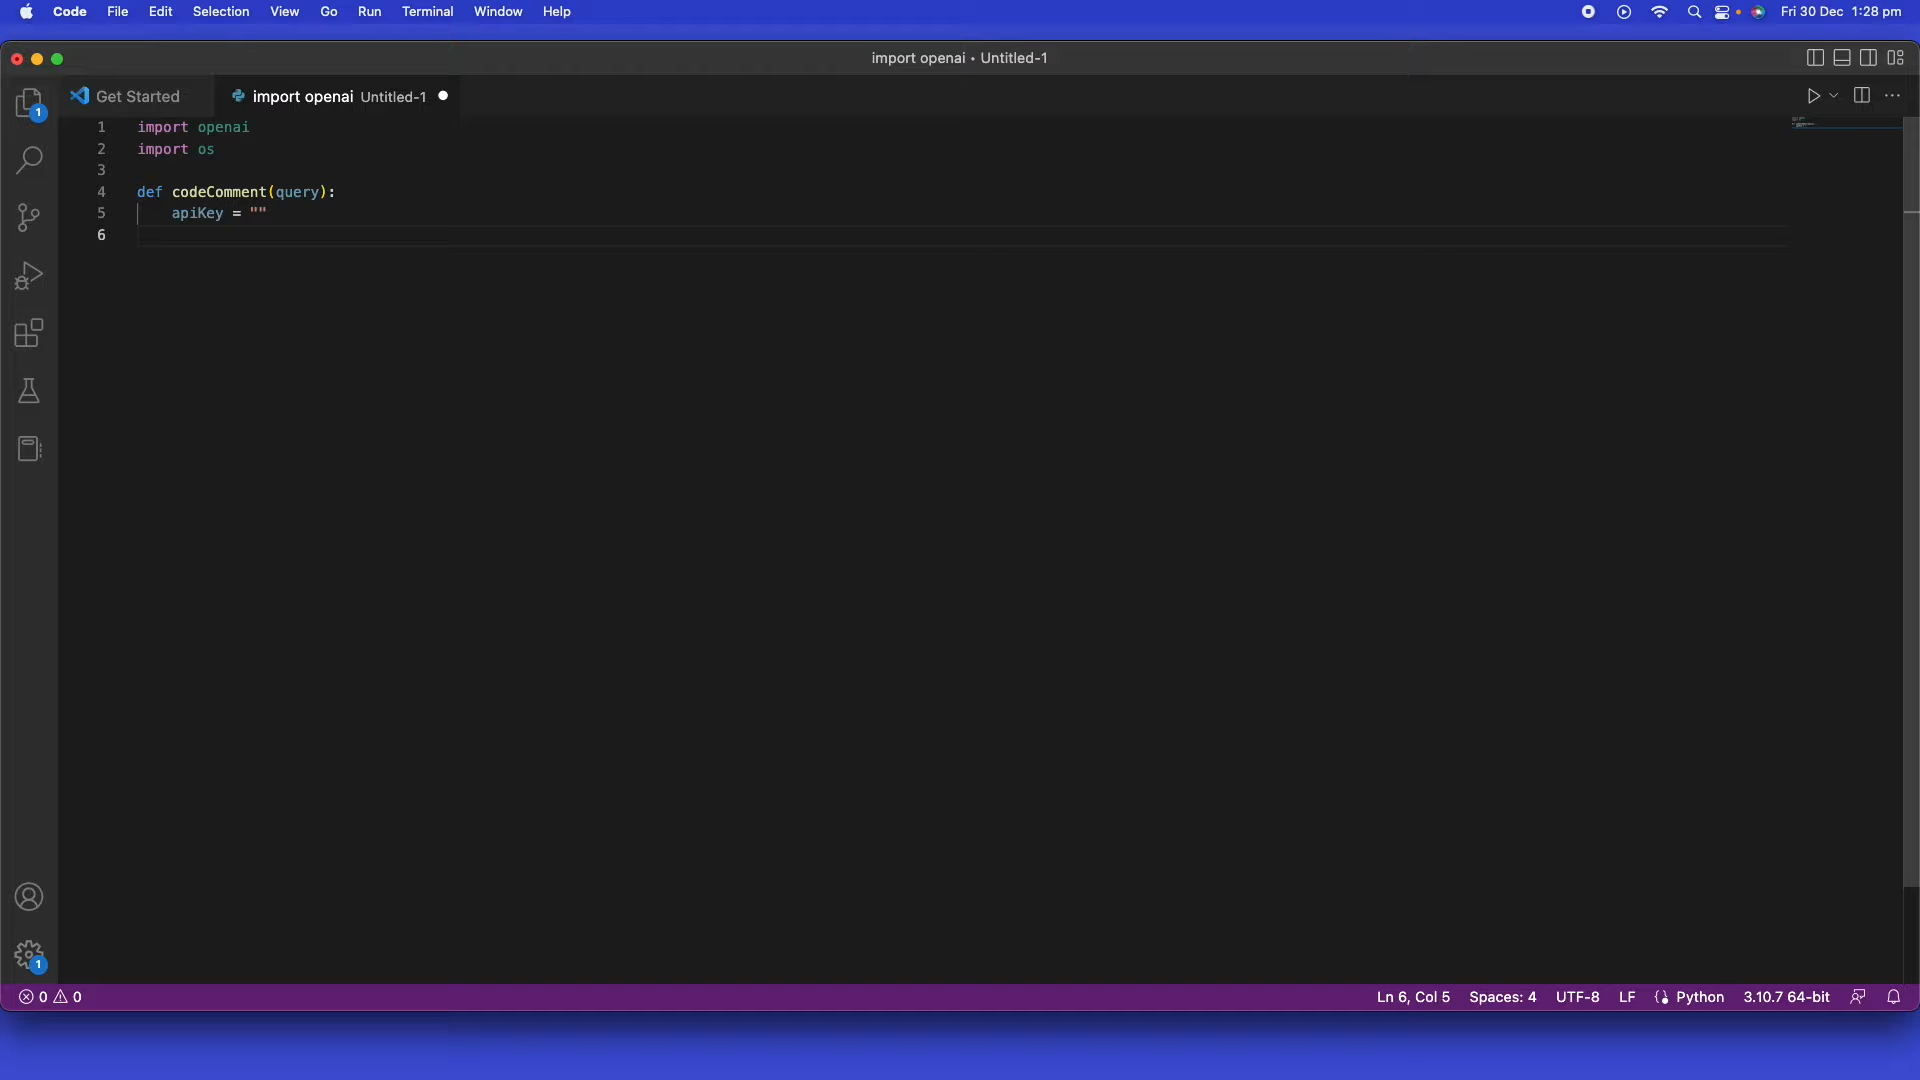 Code File Edit Selection View Go Run Terminal Window Help Fri 30 Dec 1:28 pm
import openai • Untitled-1
Get Started import openai Untitled-1
1 import openai
2 import os
3
4 def codeComment(query):
5 apiKey = ""
6
1
1
0 0 Ln 6, Col 5 Spaces: 4 UTF-8 LF Python 3.10.7 64-bit